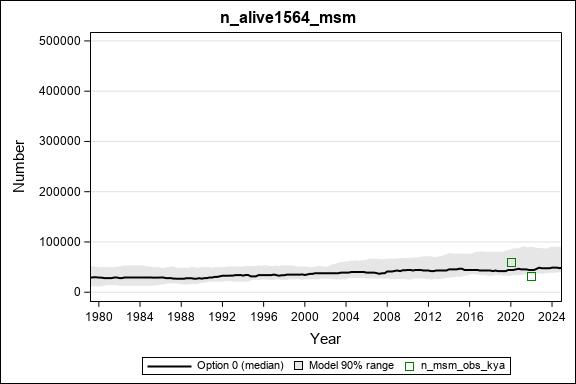 n_alive1564_msm
500000
400000
300000
200000
100000
0
Number
1980 1984 1988 1992 1996 2000 2004 2008 2012 2016 2020 2024
Year
Option 0 (median) Model 90% range n_msm_obs_kya